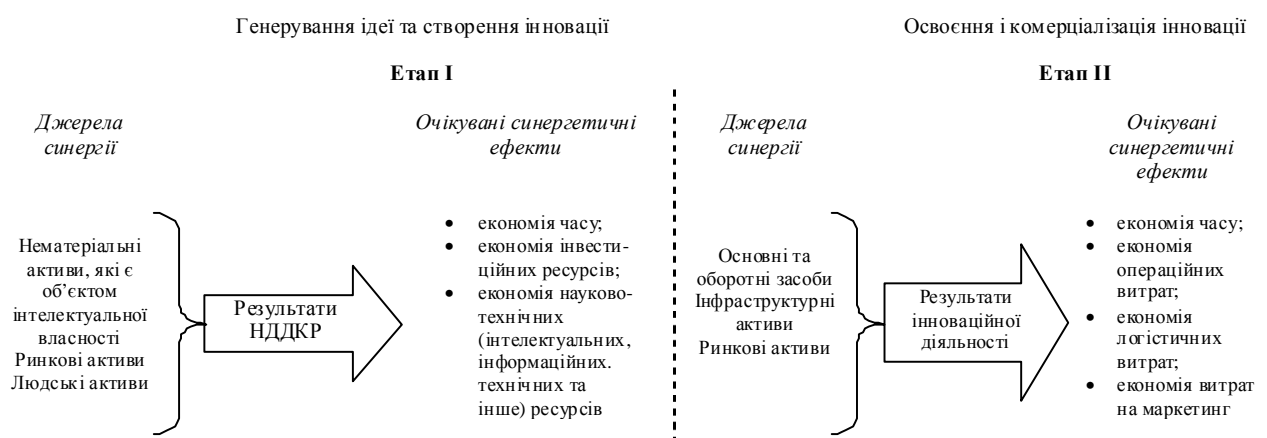 Генерування ідеї та створення інновації
Етап I
Джерела
синергії
Очікувані синергетичні
ефекти
Нематеріальні
активи, які є
об’єктом
інтелектуальної
власності
Ринкові активи
Людські активи
Результати
НДДКР
• економія часу;
• економія інвести-
ційних ресурсів;
• економія науково-
технічних
(інтелектуальних,
інформаційних.
технічних та
інше) ресурсів
Освоєння і комерціалізація інновації
Етап II
Джерела
синергії
Очікувані
синергетичні
ефекти
Основні та
оборотні засоби
Інфраструктурні
активи
Ринкові активи
Результати
інноваційної
діяльності
• економія часу;
• економія
операційних
витрат;
• економія
логістичних
витрат;
• економія витрат
на маркетинг